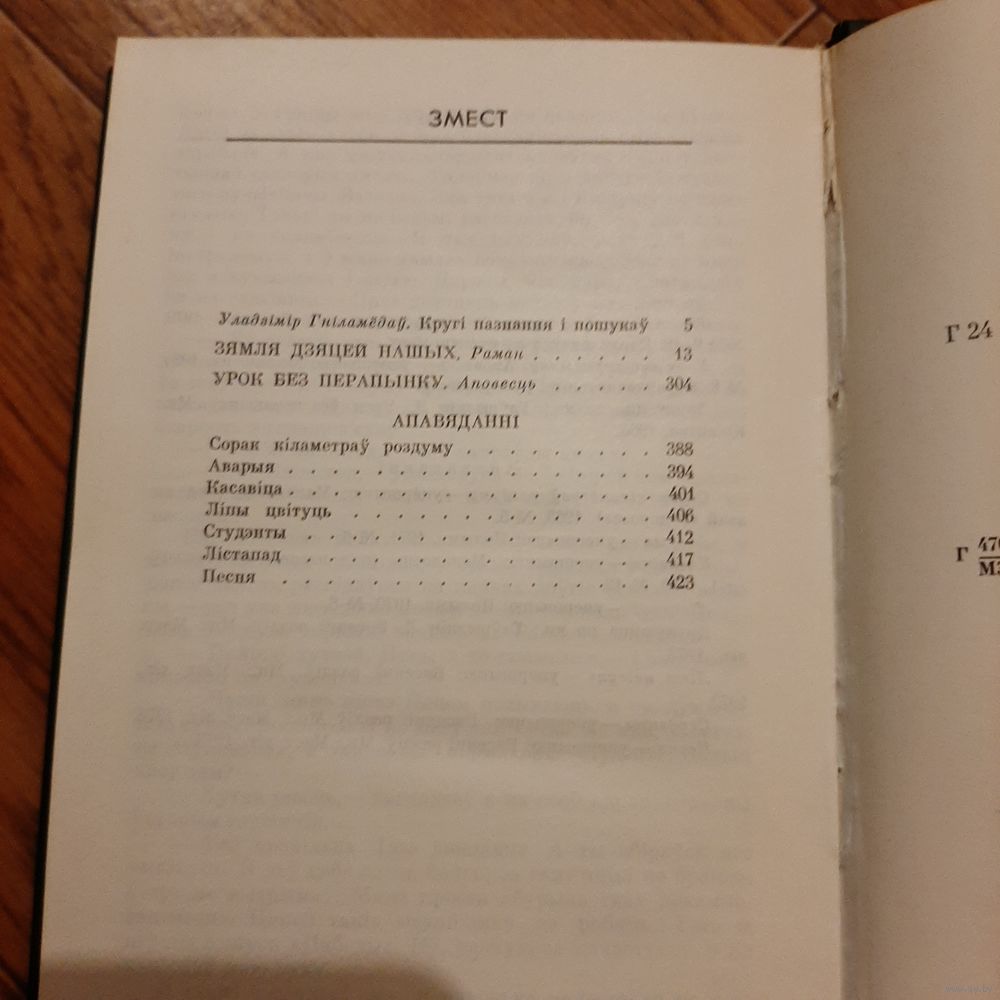 ЗМЕСТ
Уладзімір Гніламёдаў. Кругі пазнання і пошукаў 5
ЗЯМЛЯ ДЗЯЦЕЙ НАШЫХ. Раман . . . . . . 13
УРОК БЕЗ ПЕРАПЫНКУ. Аповесць . . . . . 304
АПАВЯДАННІ
Сорак кіламетраў роздуму . . . . . . . . . 388
Аварыя . . . . . . . . . . . . . . . . 394
Касавіца . . . . . . . . . . . . . . . . 401
Ліпы цвітуць . . . . . . . . . . . . . 406
Студэнты . . . . . . . . . . . . . . . 412
Лістапад . . . . . . . . . . . . . . . 417
Песня . . . . . . . . . . . . . . . . 423
Г 24
Г